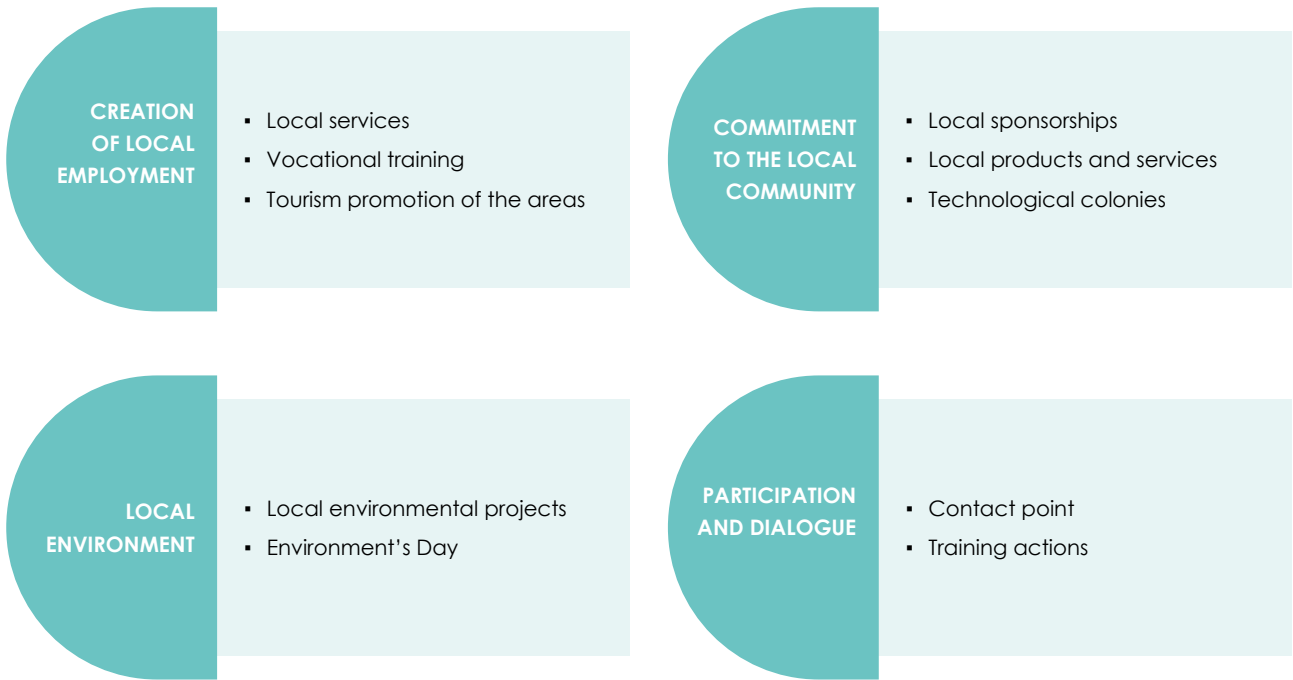 CREATION
OF LOCAL
EMPLOYMENT
▪ Local services
▪ Vocational training
▪ Tourism promotion of the areas
COMMITMENT
TO THE LOCAL
COMMUNITY
▪ Local sponsorships
▪ Local products and services
▪ Technological colonies
LOCAL
ENVIRONMENT
▪ Local environmental projects
▪ Environment’s Day
PARTICIPATION
AND DIALOGUE
▪ Contact point
▪ Training actions